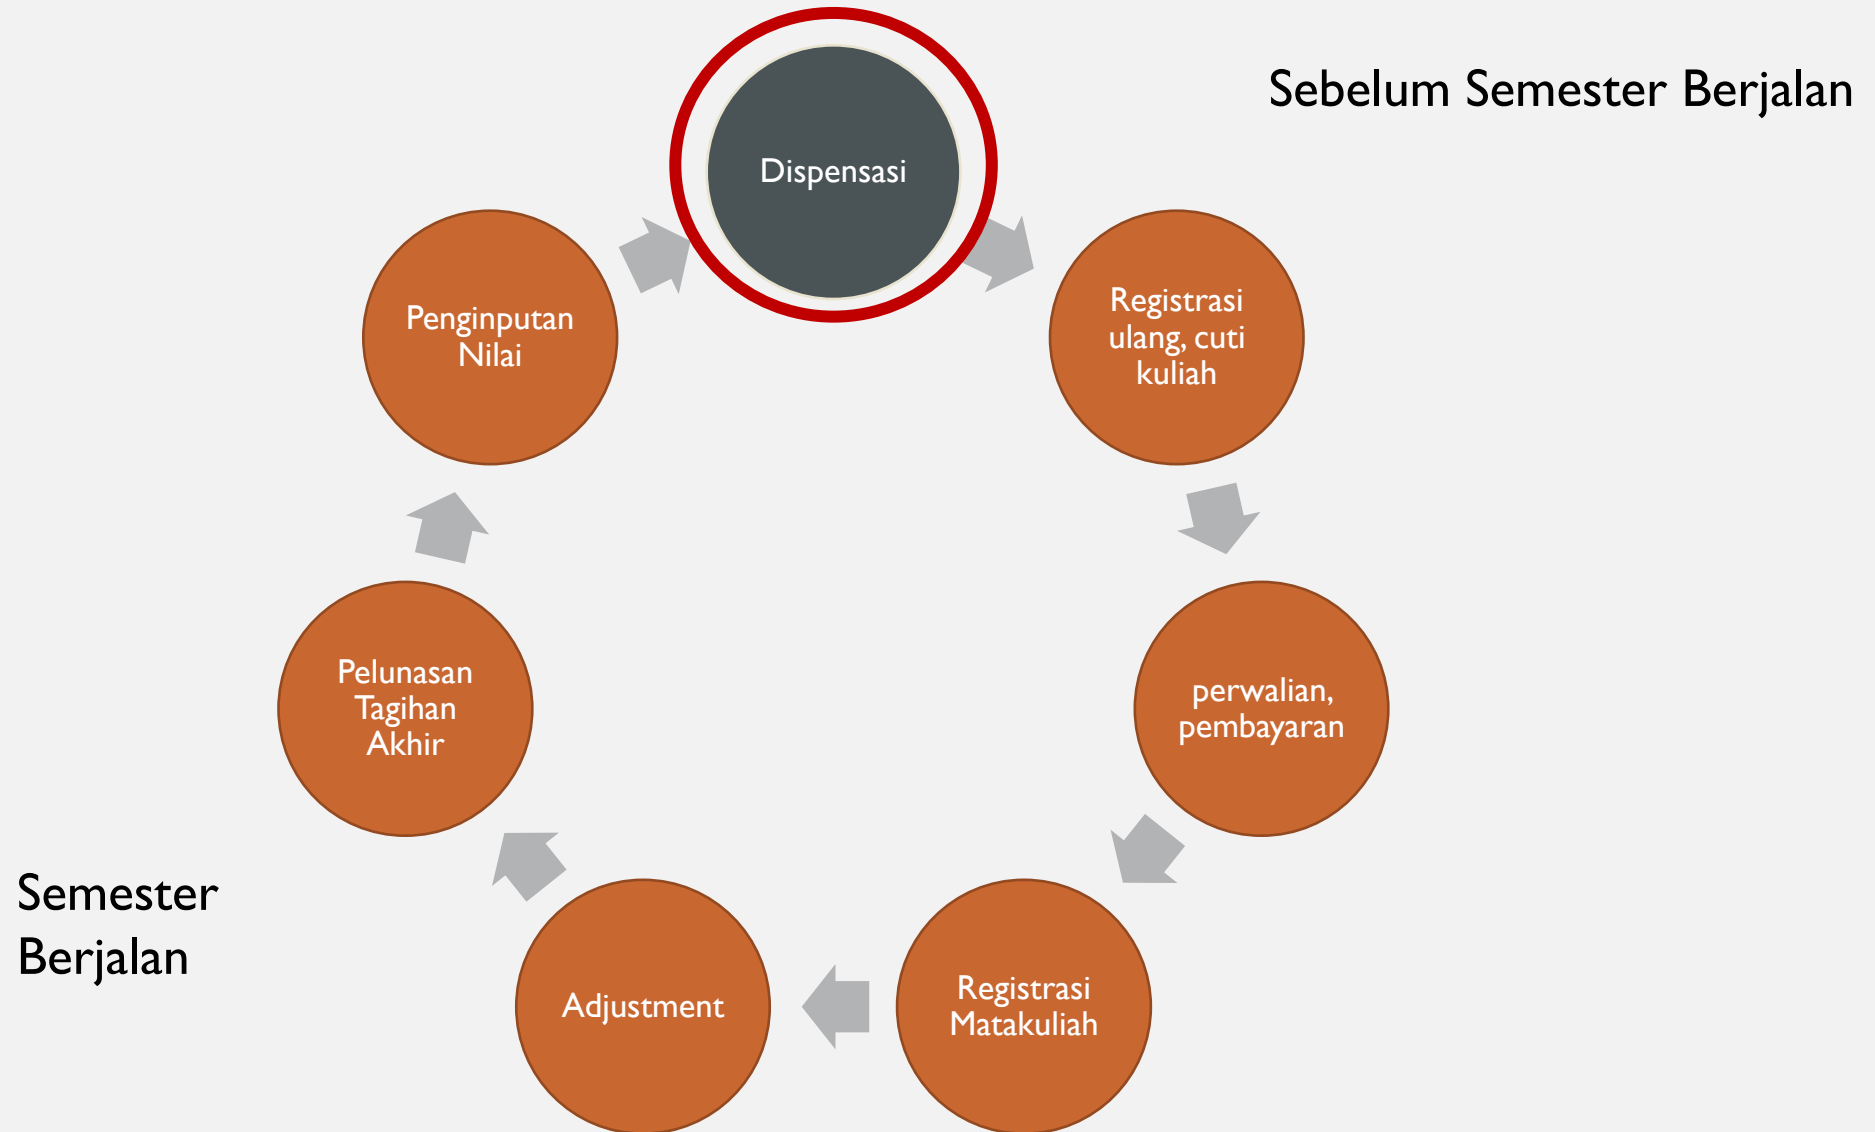 Sebelum Semester Berjalan
Dispensasi
Registrasi
ulang, cuti
kuliah
perwalian,
pembayaran
Registrasi
Matakuliah
Adjustment
Pelunasan
Tagihan
Akhir
Penginputan
Nilai
Semester
Berjalan